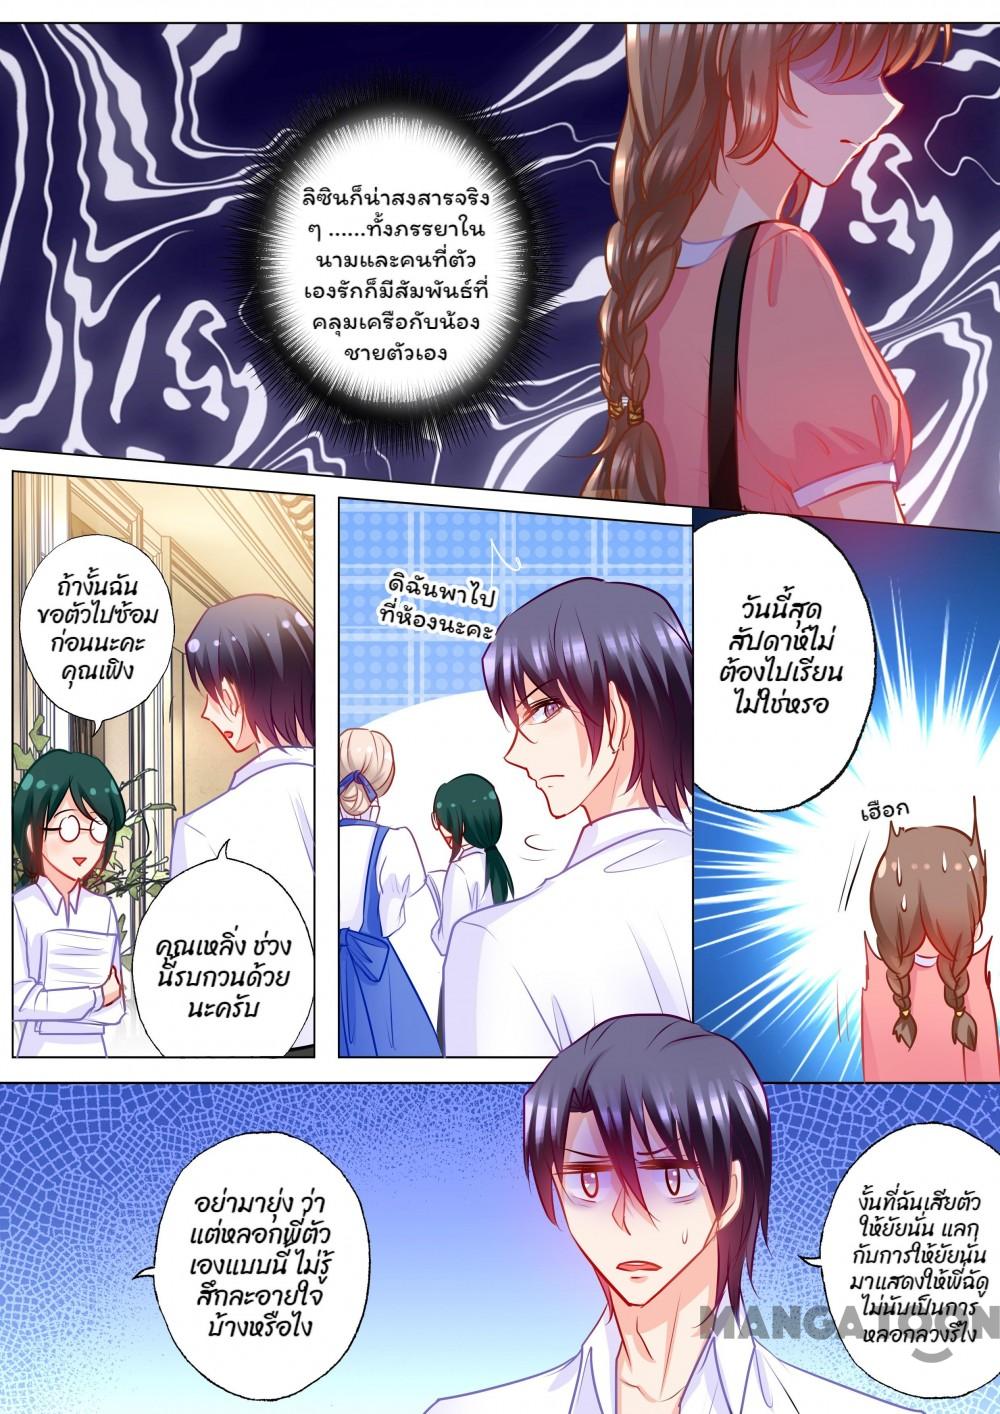 ลิซินก็น่าสงสารจริง
ๆ ......ทั้งภรรยาใน
นามและคนที่ตัว
เองรักก็มีสัมพันธ์ที่
คลุมเครือกับน้อง
ชายตัวเอง
ถ้างั้นฉัน
ขอตัวไปซ้อม
ก่อนนะคะ
คุณเฟิง
คุณเหลิ่ง ช่วง
นี้รบกวนด้วย
นะครับ
ดิฉันพาไป
ที่ห้องนะคะ
วันนี้สุด
สัปดาห์ไม่
ต้องไปเรียน
ไม่ใช่หรอ
เฮือก
อย่ามายุ่ง ว่า
แต่หลอกพี่ตัว
เองแบบนี้ ไม่รู้
สึกละอายใจ
บ้างหรือไง
งั้นที่ฉันเสียตัว
ให้ยัยนั่น แลก
กับการให้ยัยนั่น
มาแสดงให้พี่ฉัดู
ไม่นับเป็นการ
หลอกลวงรึไง
MANGATOON